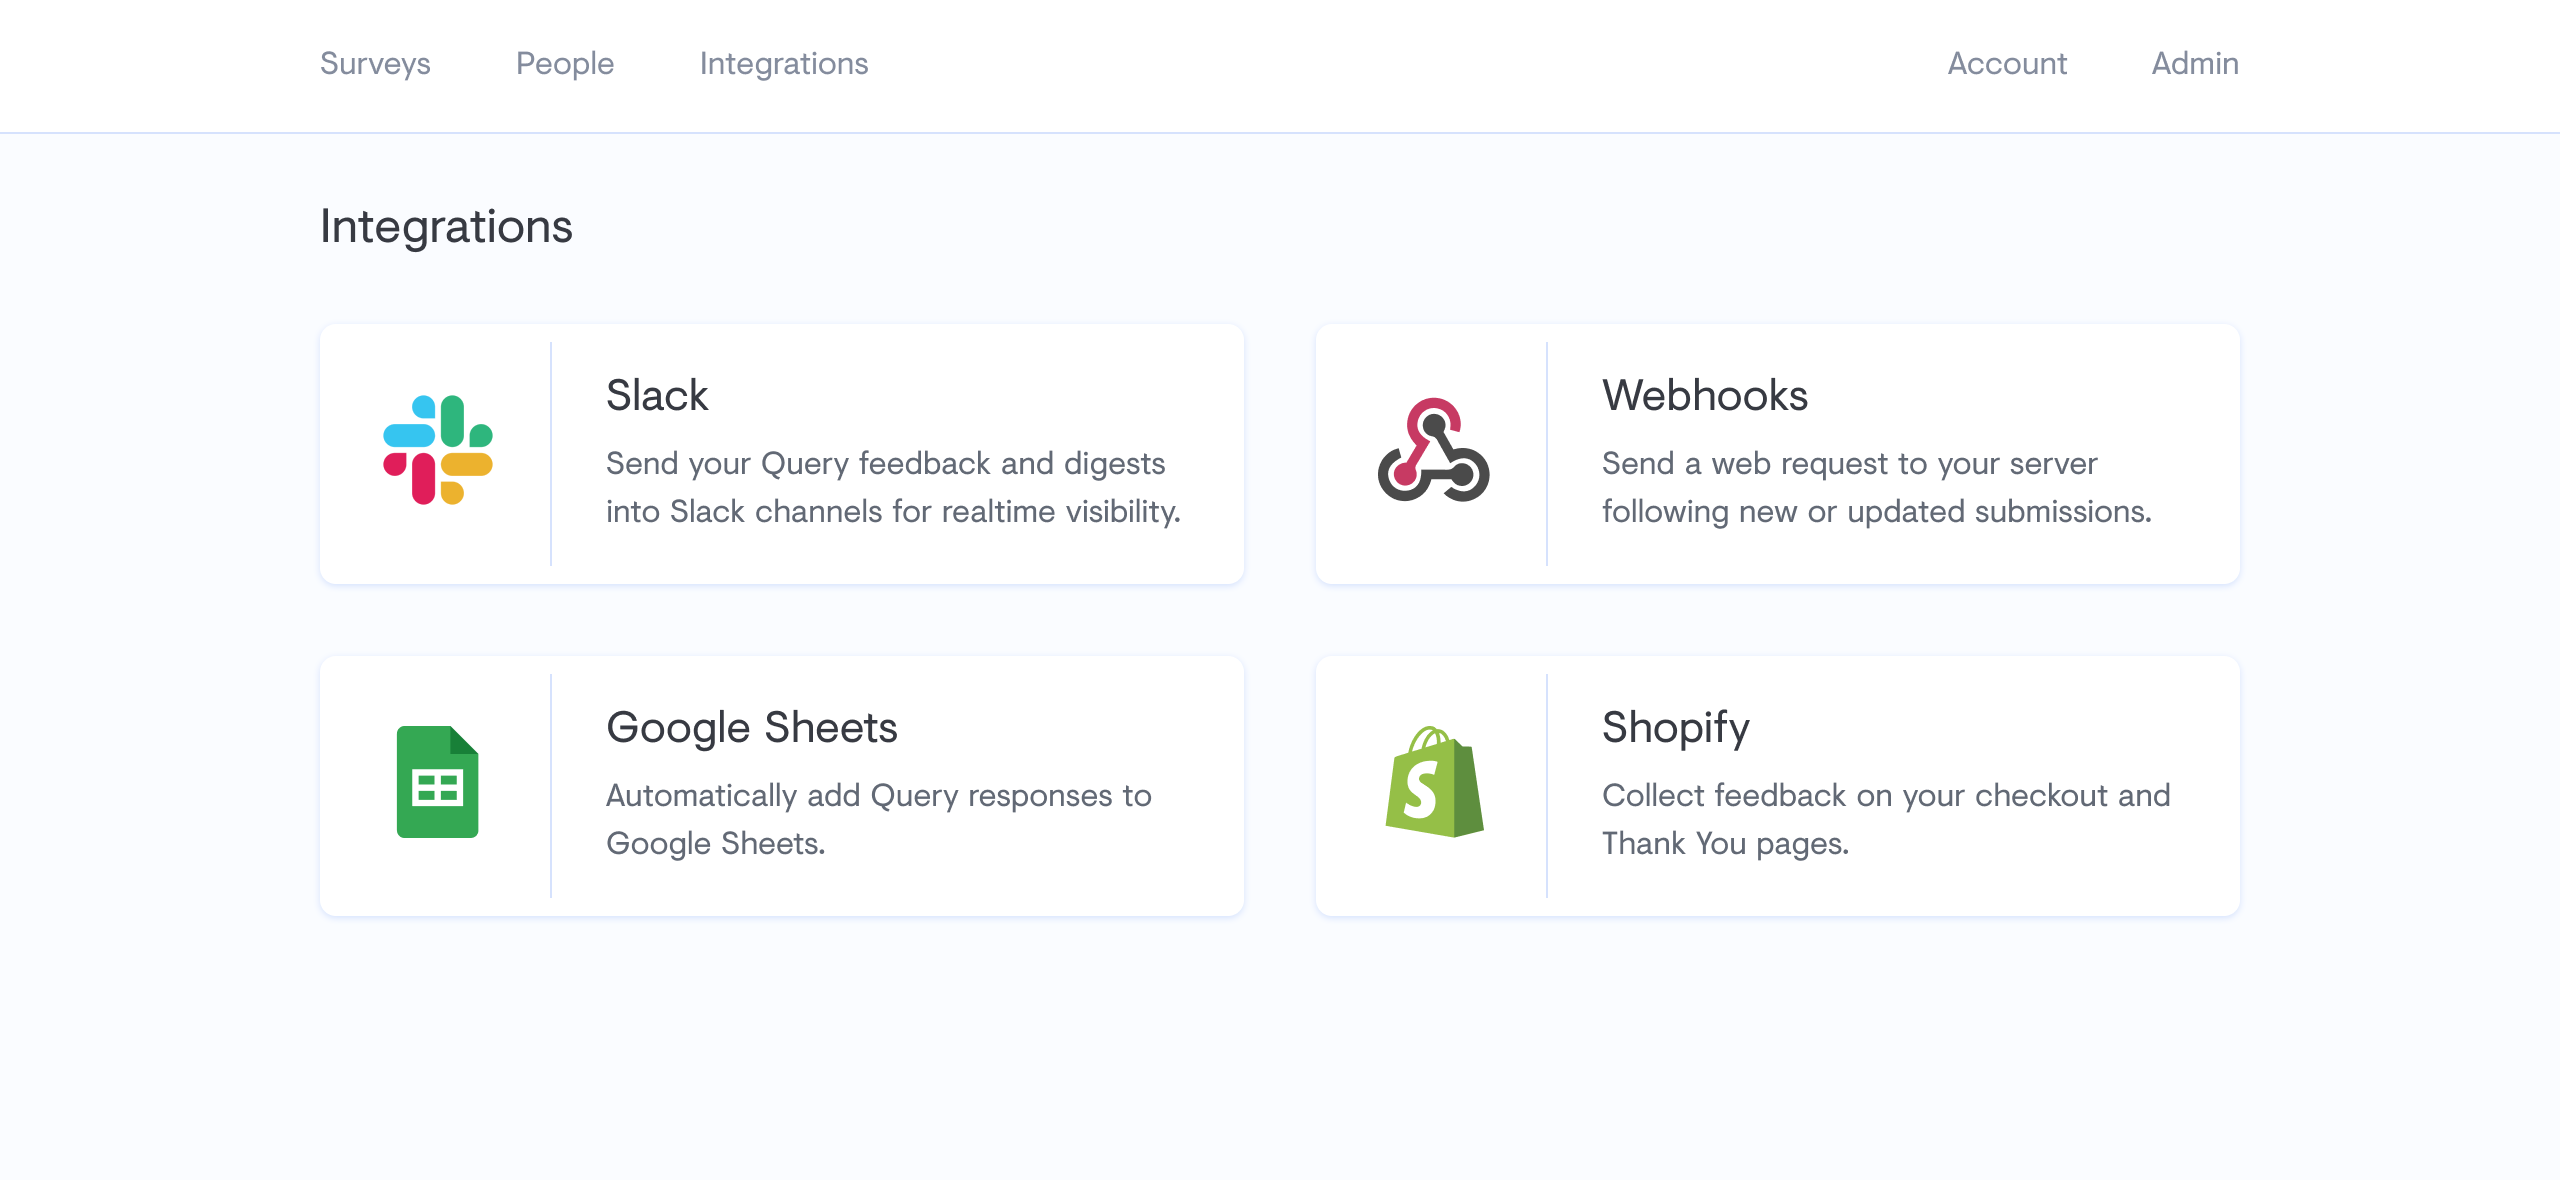 Surveys People Integrations Account Admin
Integrations
Slack
Send your Query feedback and digests
into Slack channels for realtime visibility.
Webhooks
Send a web request to your server
following new or updated submissions.
Google Sheets
Automatically add Query responses to
Google Sheets.
Shopify
Collect feedback on your checkout and
Thank You pages.